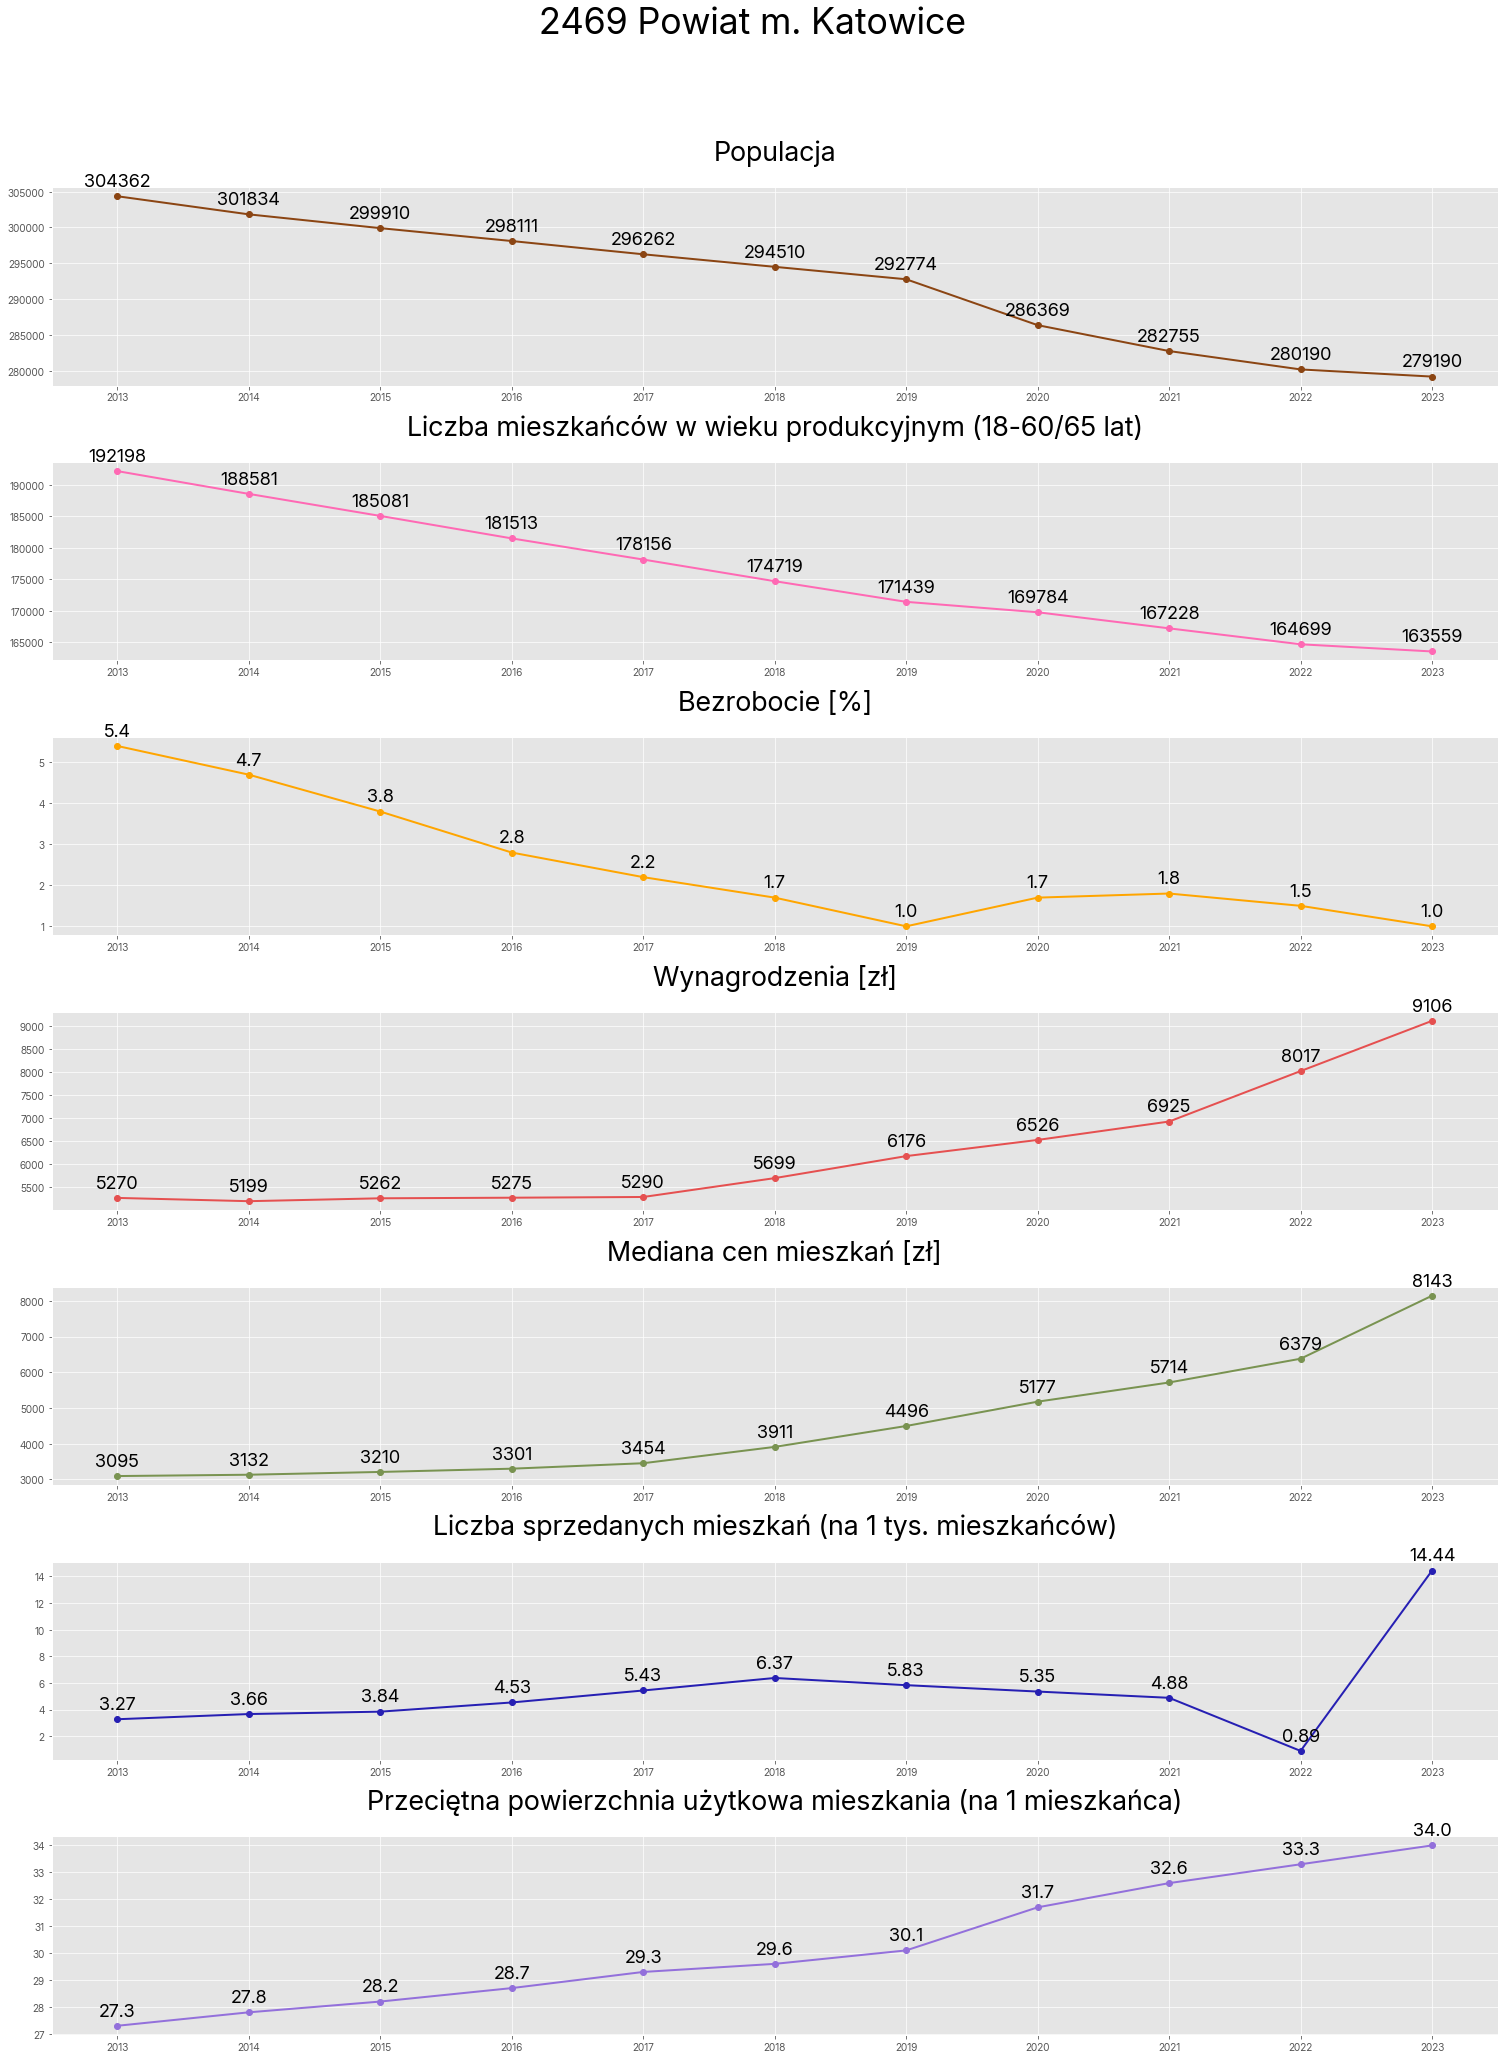 2469 Powiat m. Katowice
Populacja
304362 301834 299910 298111 296262 294510 292774 286369 282755 280190 279190
305000
300000
295000
290000
285000
280000
2013 2014 2015 2016 2017 2018 2019 2020 2021 2022 2023
Liczba mieszkańców w wieku produkcyjnym (18-60/65 lat)
192198 188581 185081 181513 178156 174719 171439 169784 167228 164699 163559
190000
185000
180000
175000
170000
165000
2013 2014 2015 2016 2017 2018 2019 2020 2021 2022 2023
Bezrobocie [%]
5.4 4.7 3.8 2.8 2.2 1.7 1.0 1.7 1.8 1.5 1.0
5
4
3
2
1
2013 2014 2015 2016 2017 2018 2019 2020 2021 2022 2023
Wynagrodzenia [zł]
5270 5199 5262 5275 5290 5699 6176 6526 6925 8017 9106
9000
8500
8000
7500
7000
6500
6000
5500
2013 2014 2015 2016 2017 2018 2019 2020 2021 2022 2023
Mediana cen mieszkań [zł]
3095 3132 3210 3301 3454 3911 4496 5177 5714 6379 8143
8000
7000
6000
5000
4000
3000
2013 2014 2015 2016 2017 2018 2019 2020 2021 2022 2023
Liczba sprzedanych mieszkań (na 1 tys. mieszkańców)
3.27 3.66 3.84 4.53 5.43 6.37 5.83 5.35 4.88 0.89 14.44
14
12
10
8
6
4
2
2013 2014 2015 2016 2017 2018 2019 2020 2021 2022 2023
Przeciętna powierzchnia użytkowa mieszkania (na 1 mieszkańca)
27.3 27.8 28.2 28.7 29.3 29.6 30.1 31.7 32.6 33.3 34.0
34
33
32
31
30
29
28
27
2013 2014 2015 2016 2017 2018 2019 2020 2021 2022 2023